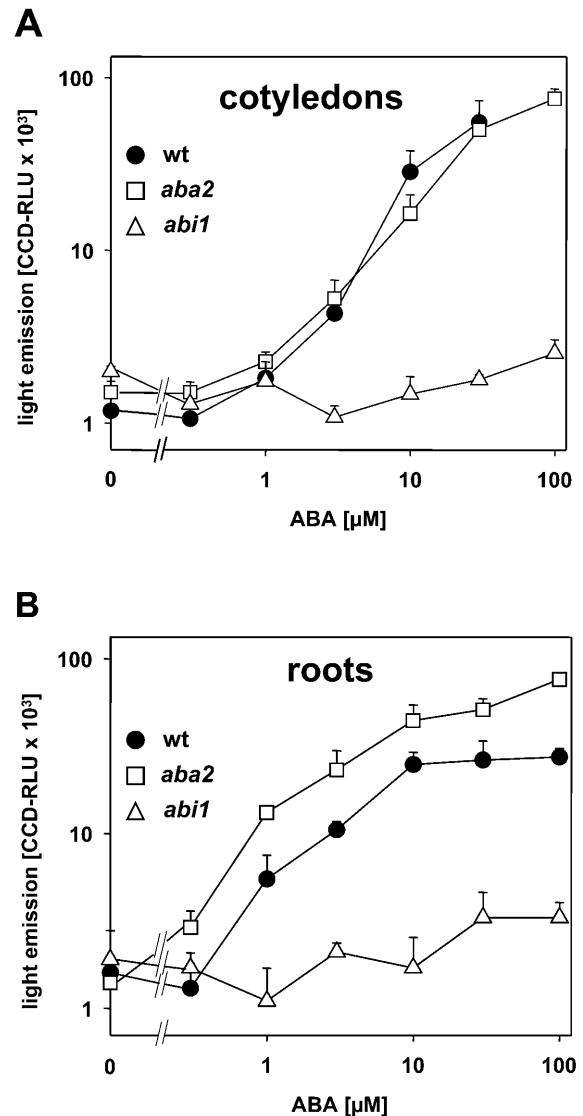 A
cotyledons
wt
aba2
abi1
light emission [CCD-RLU x 10³]
100
10
1
0
1
10
100
ABA [µM]
B
roots
wt
aba2
abi1
light emission [CCD-RLU x 10³]
100
10
1
0
1
10
100
ABA [µM]